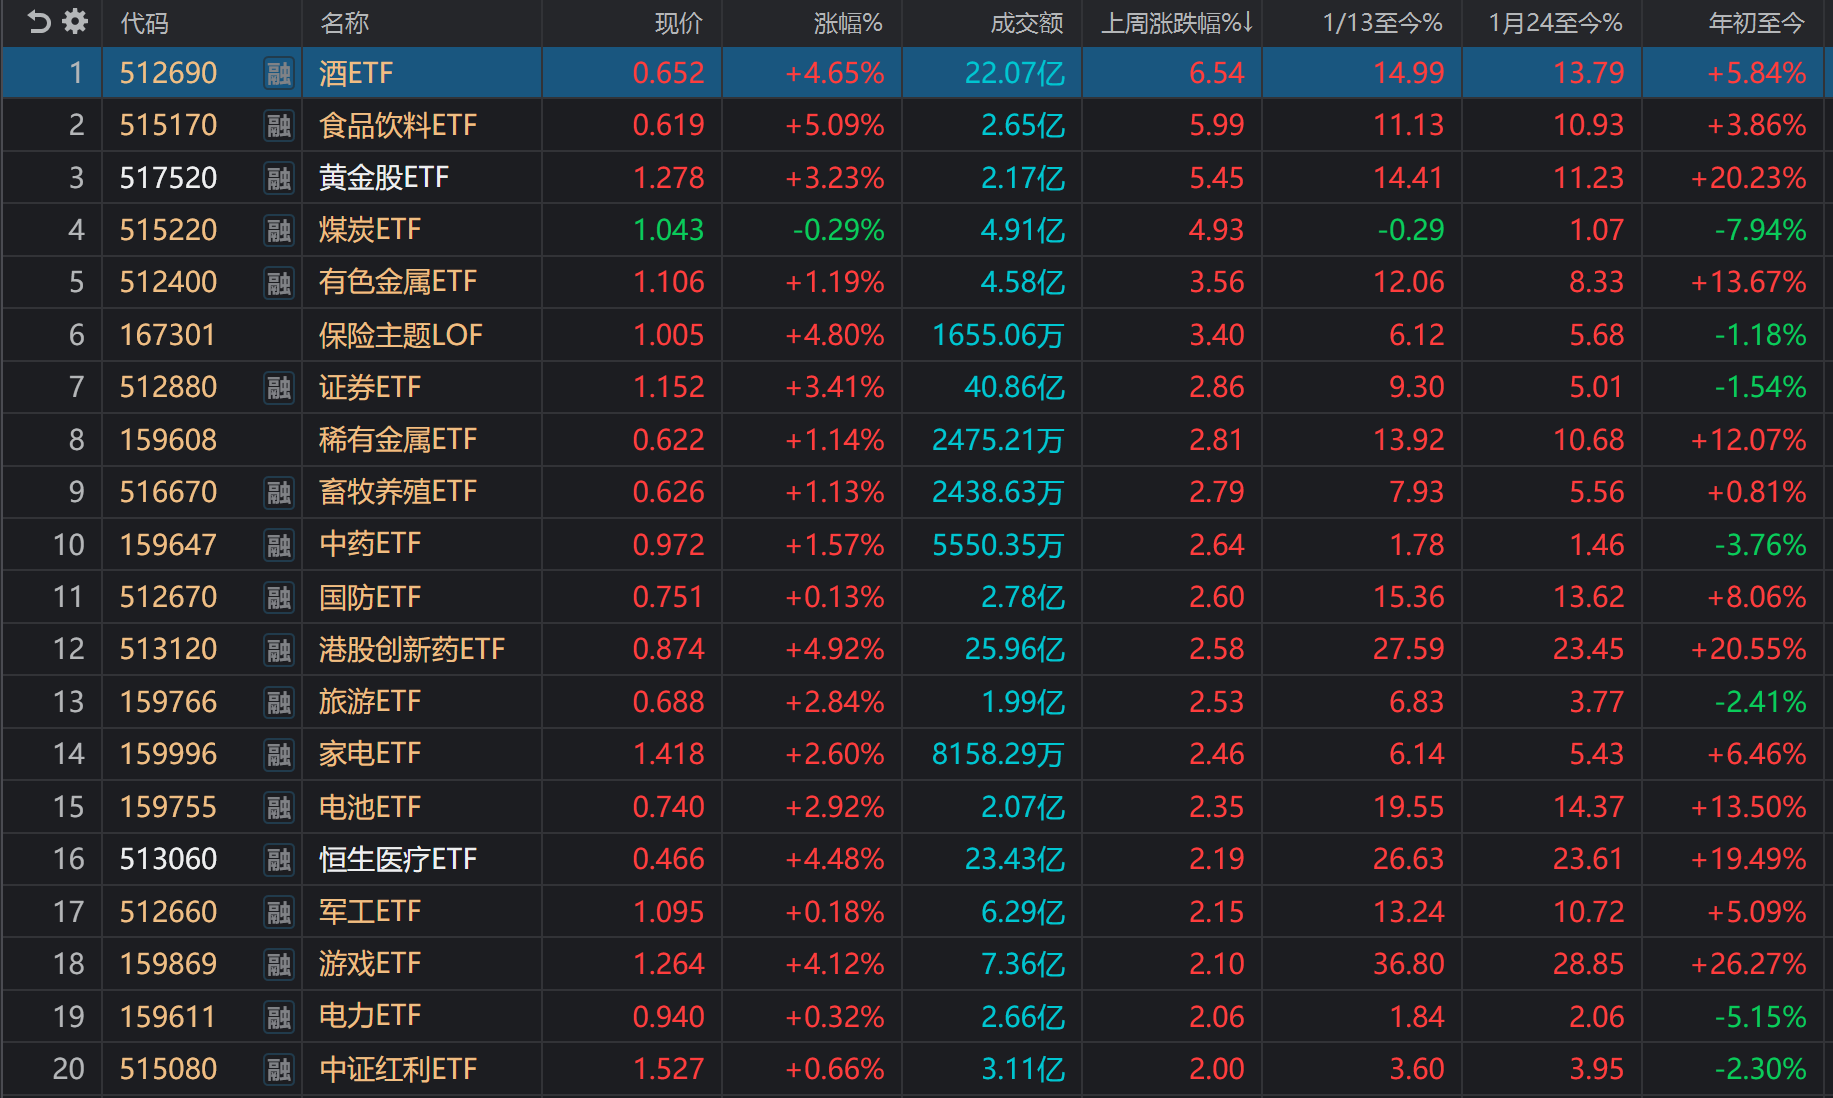 代码 名称 现价 涨幅% 成交额 上周涨跌幅%↓ 1/13至今% 1月24至今% 年初至今
1 512690 融 酒ETF 0.652 +4.65% 22.07亿 6.54 14.99 13.79 +5.84%
2 515170 融 食品饮料ETF 0.619 +5.09% 2.65亿 5.99 11.13 10.93 +3.86%
3 517520 融 黄金股ETF 1.278 +3.23% 2.17亿 5.45 14.41 11.23 +20.23%
4 515220 融 煤炭ETF 1.043 -0.29% 4.91亿 4.93 -0.29 1.07 -7.94%
5 512400 融 有色金属ETF 1.106 +1.19% 4.58亿 3.56 12.06 8.33 +13.67%
6 167301 保险主题LOF 1.005 +4.80% 1655.06万 3.40 6.12 5.68 -1.18%
7 512880 融 证券ETF 1.152 +3.41% 40.86亿 2.86 9.30 5.01 -1.54%
8 159608 稀有金属ETF 0.622 +1.14% 2475.21万 2.81 13.92 10.68 +12.07%
9 516670 融 畜牧养殖ETF 0.626 +1.13% 2438.63万 2.79 7.93 5.56 +0.81%
10 159647 融 中药ETF 0.972 +1.57% 5550.35万 2.64 1.78 1.46 -3.76%
11 512670 融 国防ETF 0.751 +0.13% 2.78亿 2.60 15.36 13.62 +8.06%
12 513120 融 港股创新药ETF 0.874 +4.92% 25.96亿 2.58 27.59 23.45 +20.55%
13 159766 融 旅游ETF 0.688 +2.84% 1.99亿 2.53 6.83 3.77 -2.41%
14 159996 融 家电ETF 1.418 +2.60% 8158.29万 2.46 6.14 5.43 +6.46%
15 159755 融 电池ETF 0.740 +2.92% 2.07亿 2.35 19.55 14.37 +13.50%
16 513060 融 恒生医疗ETF 0.466 +4.48% 23.43亿 2.19 26.63 23.61 +19.49%
17 512660 融 军工ETF 1.095 +0.18% 6.29亿 2.15 13.24 10.72 +5.09%
18 159869 融 游戏ETF 1.264 +4.12% 7.36亿 2.10 36.80 28.85 +26.27%
19 159611 融 电力ETF 0.940 +0.32% 2.66亿 2.06 1.84 2.06 -5.15%
20 515080 融 中证红利ETF 1.527 +0.66% 3.11亿 2.00 3.60 3.95 -2.30%